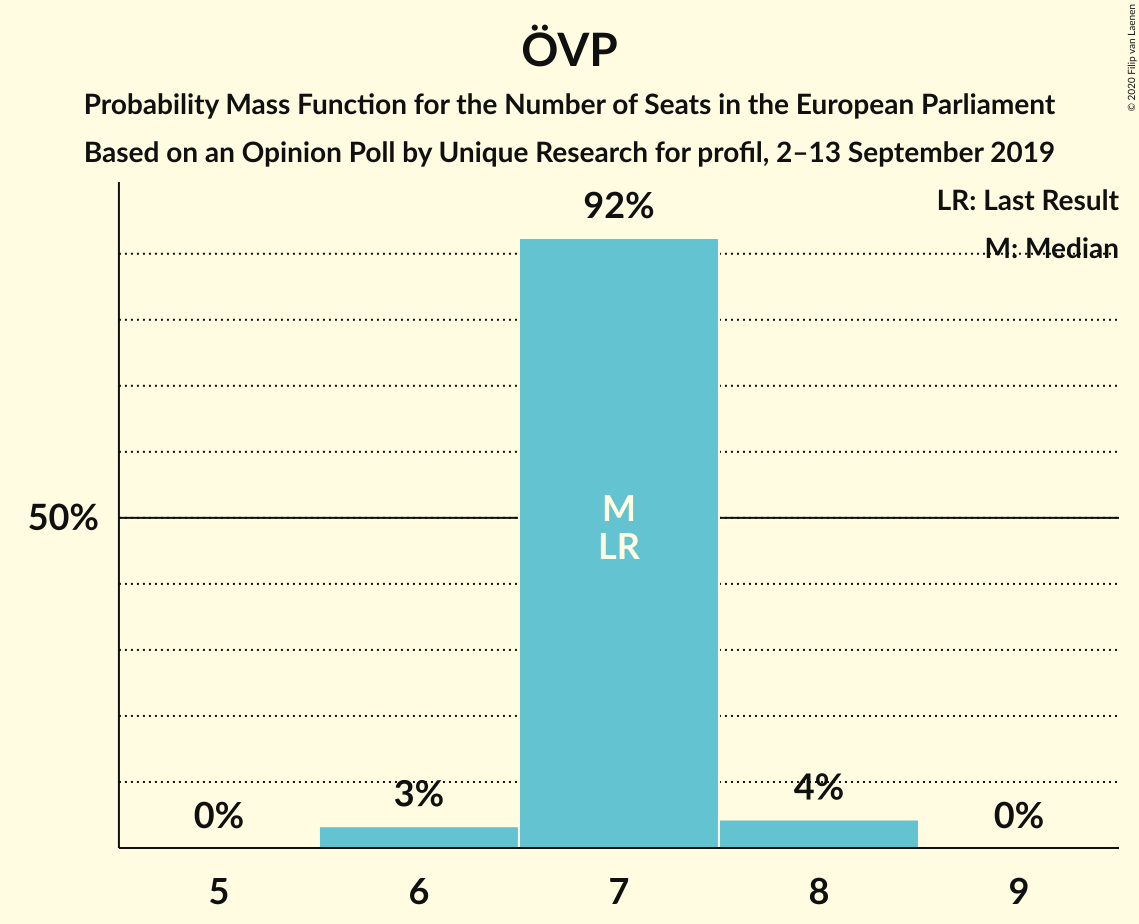 ÖVP
Probability Mass Function for the Number of Seats in the European Parliament
Based on an Opinion Poll by Unique Research for profil, 2–13 September 2019
© 2020 Filip van Laenen
LR: Last Result
M: Median
92%
50%
M
LR
0%
3%
4%
0%
5
6
7
8
9